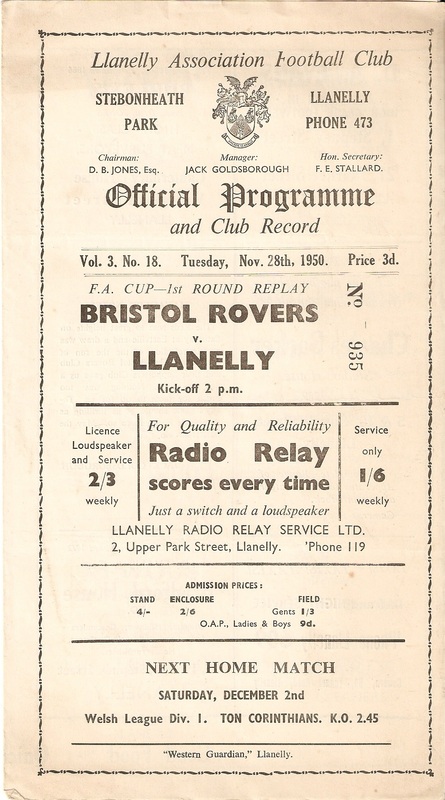 Llanelly Association Football Club
STEBONHEATH
PARK
LLANELLY
PHONE 473
Chairman:
D. B. JONES, Esq.
Manager:
JACK GOLDSBOROUGH
Hon. Secretary:
F. E. STALLARD.
Official Programme
and Club Record
Vol. 3. No. 18. Tuesday, Nov. 28th, 1950. Price 3d.
F.A. CUP—1st ROUND REPLAY
BRISTOL ROVERS
v.
LLANELLY
Kick-off 2 p.m.
No. 935
Licence
Loudspeaker
and Service
2/3
weekly
For Quality and Reliability
Radio Relay
scores every time
Just a switch and a loudspeaker
Service
only
1/6
weekly
LLANELLY RADIO RELAY SERVICE LTD.
2, Upper Park Street, Llanelly. 'Phone 119
ADMISSION PRICES:
STAND ENCLOSURE FIELD
4/- 2/6 Gents 1/3
O.A.P., Ladies & Boys 9d.
NEXT HOME MATCH
SATURDAY, DECEMBER 2nd
Welsh League Div. 1. TON CORINTHIANS. K.O. 2.45
"Western Guardian," Llanelly.